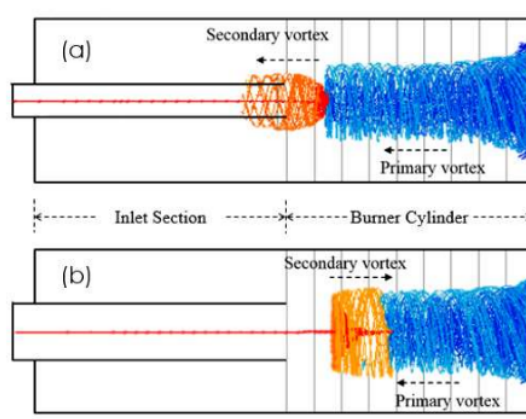 (a)
Secondary vortex
Primary vortex
Inlet Section
Burner Cylinder
(b)
Secondary vortex
Primary vortex